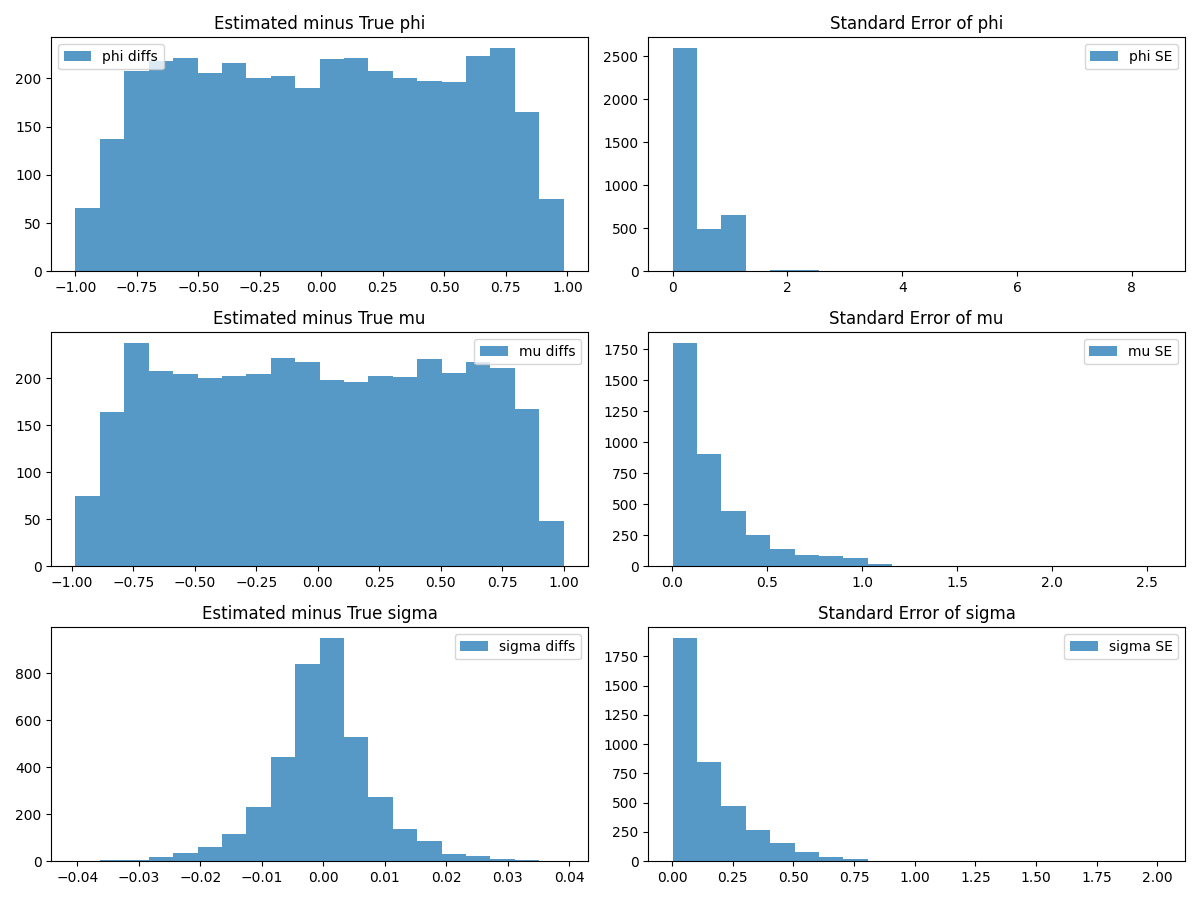 Estimated minus True phi
phi diffs
200
150
100
50
0
−1.00 −0.75 −0.50 −0.25 0.00 0.25 0.50 0.75 1.00
Standard Error of phi
phi SE
2500
2000
1500
1000
500
0
0 2 4 6 8
Estimated minus True mu
mu diffs
200
150
100
50
0
−1.00 −0.75 −0.50 −0.25 0.00 0.25 0.50 0.75 1.00
Standard Error of mu
mu SE
1750
1500
1250
1000
750
500
250
0
0.0 0.5 1.0 1.5 2.0 2.5
Estimated minus True sigma
sigma diffs
800
600
400
200
0
−0.04 −0.03 −0.02 −0.01 0.00 0.01 0.02 0.03 0.04
Standard Error of sigma
sigma SE
1750
1500
1250
1000
750
500
250
0
0.00 0.25 0.50 0.75 1.00 1.25 1.50 1.75 2.00